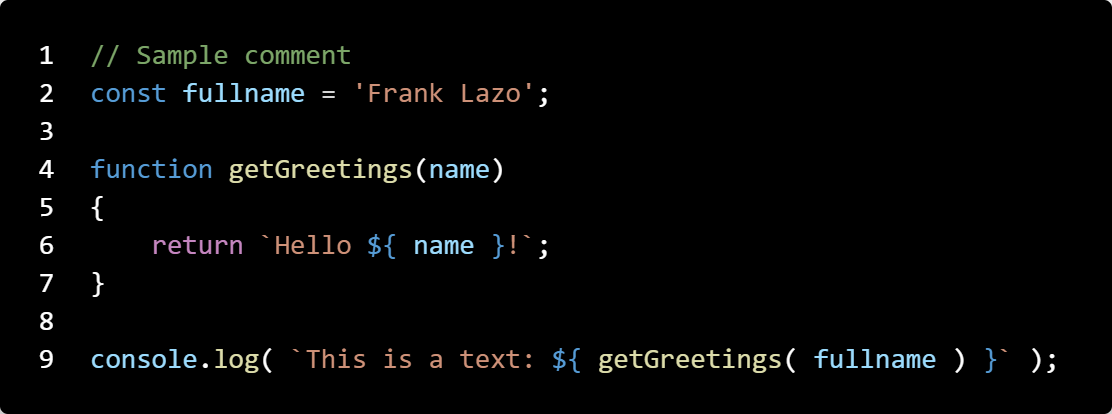 1 // Sample comment
2 const fullname = 'Frank Lazo';
3
4 function getGreetings(name)
5 {
6     return `Hello ${ name }!`;
7 }
8
9 console.log( `This is a text: ${ getGreetings( fullname ) }` );